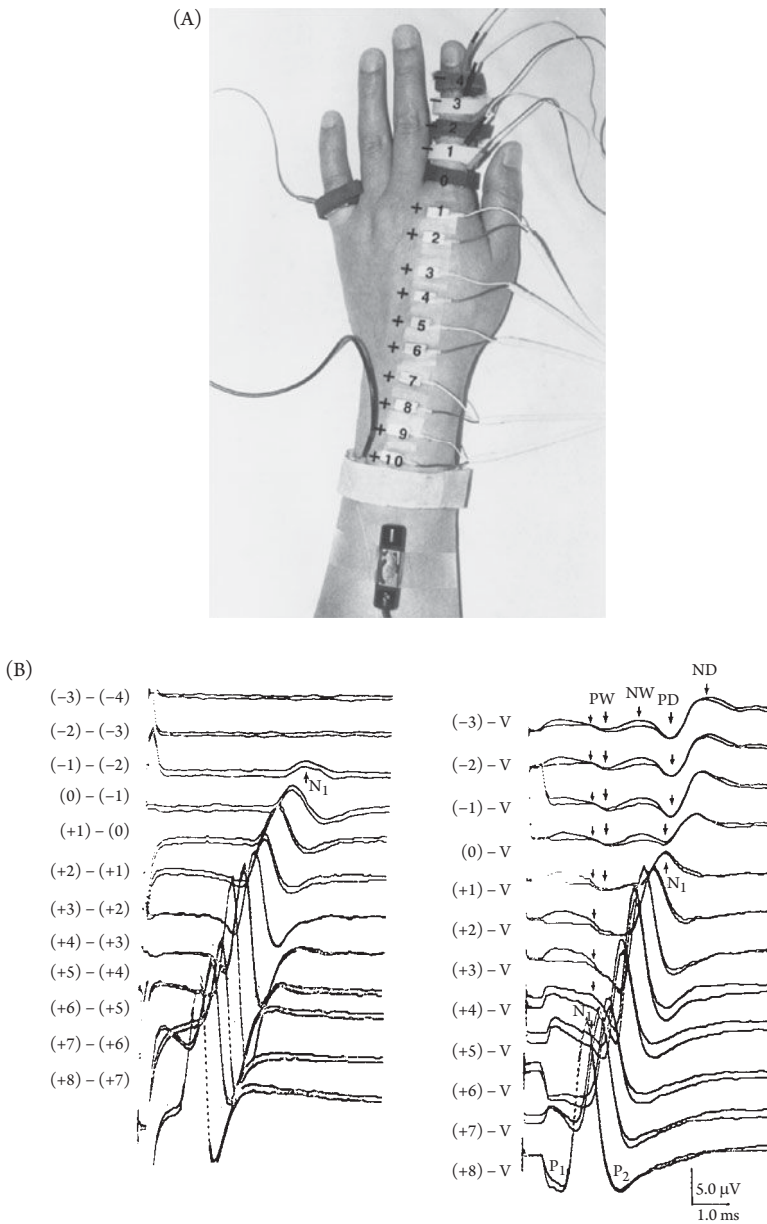 (A)
− 4
− 3
− 2
− 1
0
+ 1
+ 2
+ 3
+ 4
+ 5
+ 6
+ 7
+ 8
+ 9
+ 10
(B)
(−3) – (−4)
(−2) – (−3)
(−1) – (−2)
N1
(0) – (−1)
(+1) – (0)
(+2) – (+1)
(+3) – (+2)
(+4) – (+3)
(+5) – (+4)
(+6) – (+5)
(+7) – (+6)
(+8) – (+7)
ND
PW NW PD
(−3) – V
(−2) – V
(−1) – V
(0) – V
N1
(+1) – V
(+2) – V
(+3) – V
(+4) – V
N1
(+5) – V
(+6) – V
(+7) – V
(+8) – V
P1 P2
5.0 µV
1.0 ms